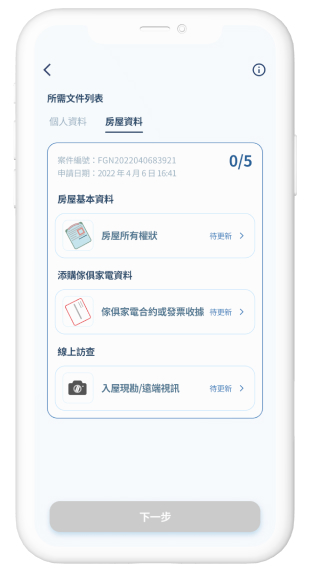 所需文件列表
個人資料 房屋資料
案件編號：FGN2022040683921
申請日期：2022 年 4 月 6 日 16:41
0/5
房屋基本資料
房屋所有權狀 待更新
添購傢俱家電資料
傢俱家電合約或發票收據 待更新
線上訪查
入屋現勘/遠端視訊 待更新
下一步